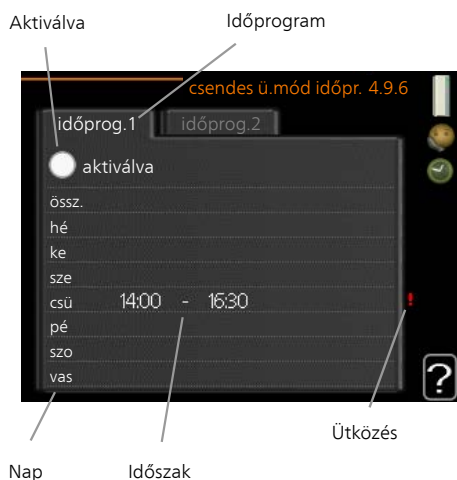 Aktiválva Időprogram
csendes ü.mód időpr. 4.9.6
időprog.1 időprog.2
aktiválva
össz.
hé
ke
sze
csü 14:00 - 16:30 !
pé
szo
vas
?
Ütközés
Nap Időszak